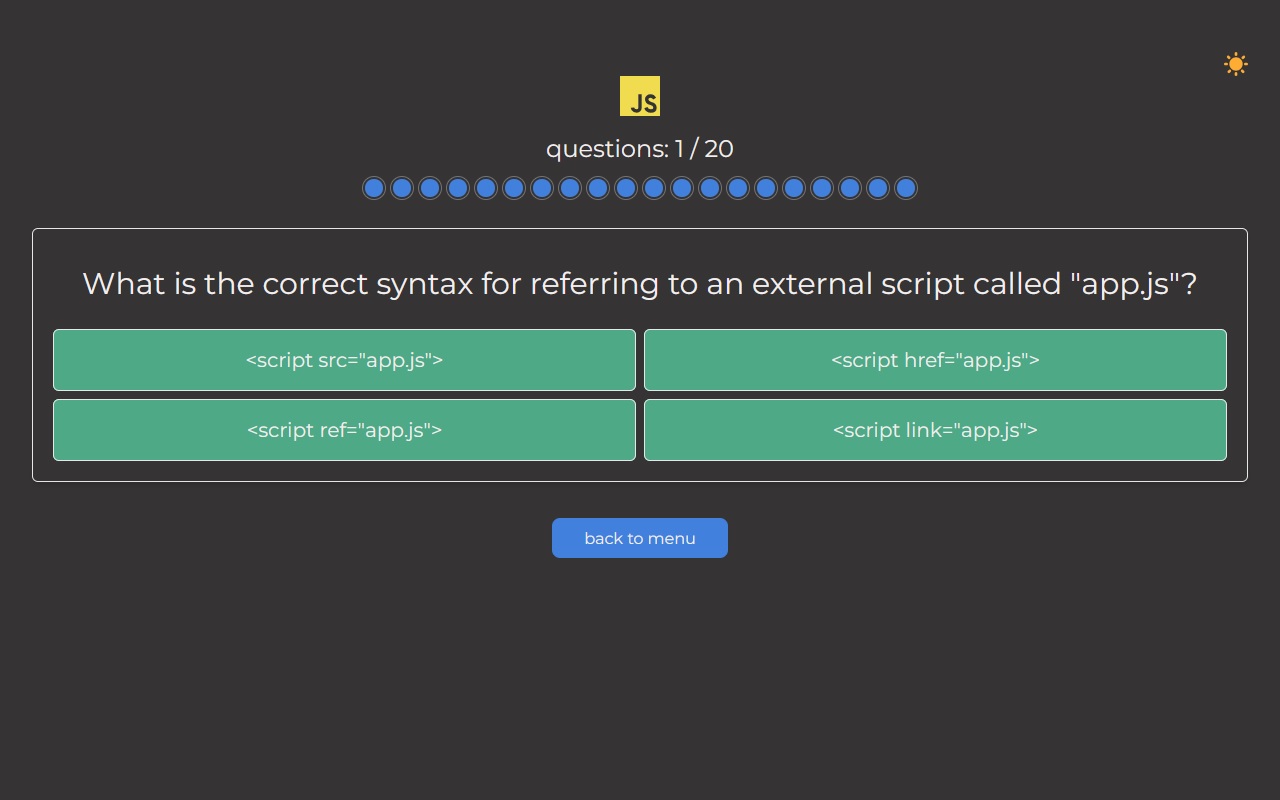 JS
questions: 1 / 20
What is the correct syntax for referring to an external script called "app.js"?
<script src="app.js">
<script href="app.js">
<script ref="app.js">
<script link="app.js">
back to menu